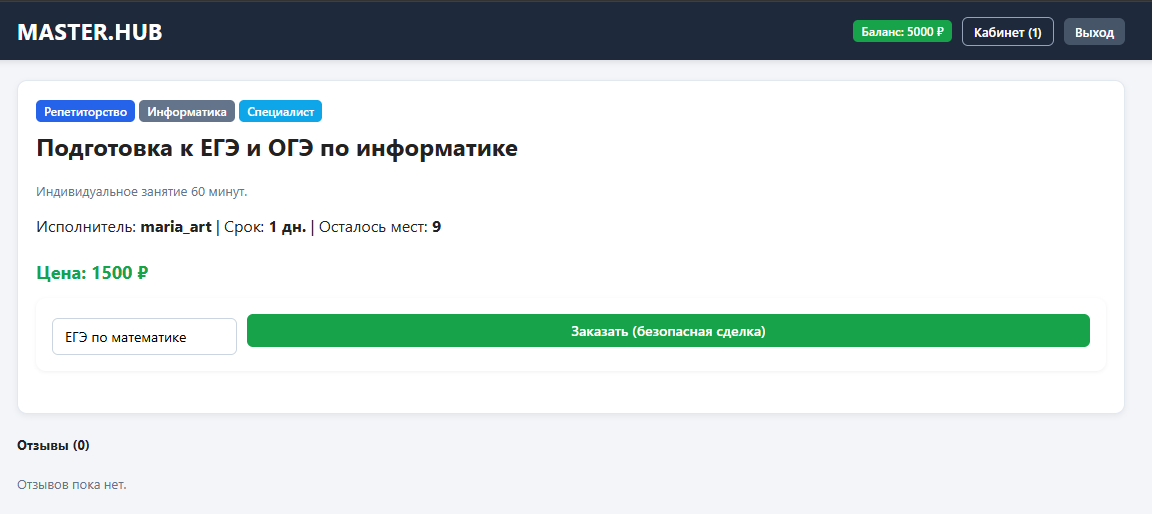 MASTER.HUB
Баланс: 5000 ₽
Кабинет (1)
Выход
Репетиторство Информатика Специалист
Подготовка к ЕГЭ и ОГЭ по информатике
Индивидуальное занятие 60 минут.
Исполнитель: maria_art | Срок: 1 дн. | Осталось мест: 9
Цена: 1500 ₽
ЕГЭ по математике
Заказать (безопасная сделка)
Отзывы (0)
Отзывов пока нет.